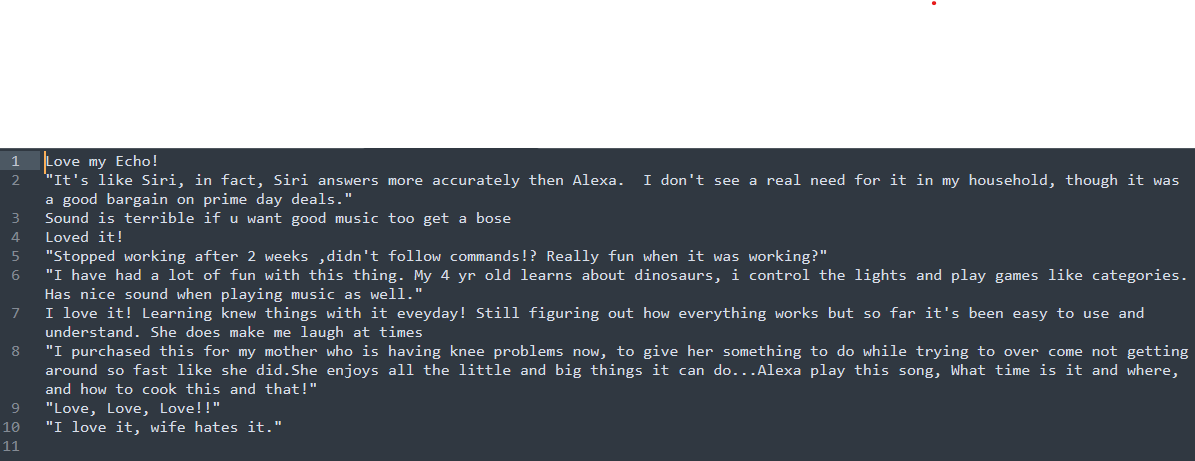 1 Love my Echo!
2 "It's like Siri, in fact, Siri answers more accurately then Alexa.  I don't see a real need for it in my household, though it was
a good bargain on prime day deals."
3 Sound is terrible if u want good music too get a bose
4 Loved it!
5 "Stopped working after 2 weeks ,didn't follow commands!? Really fun when it was working?"
6 "I have had a lot of fun with this thing. My 4 yr old learns about dinosaurs, i control the lights and play games like categories.
Has nice sound when playing music as well."
7 I love it! Learning knew things with it eveyday! Still figuring out how everything works but so far it's been easy to use and
understand. She does make me laugh at times
8 "I purchased this for my mother who is having knee problems now, to give her something to do while trying to over come not getting
around so fast like she did.She enjoys all the little and big things it can do...Alexa play this song, What time is it and where,
and how to cook this and that!"
9 "Love, Love, Love!!"
10 "I love it, wife hates it."
11